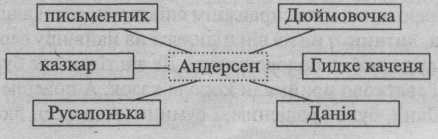 письменник
Дюймовочка
казкар
Андерсен
Гидке каченя
Русалонька
Данія